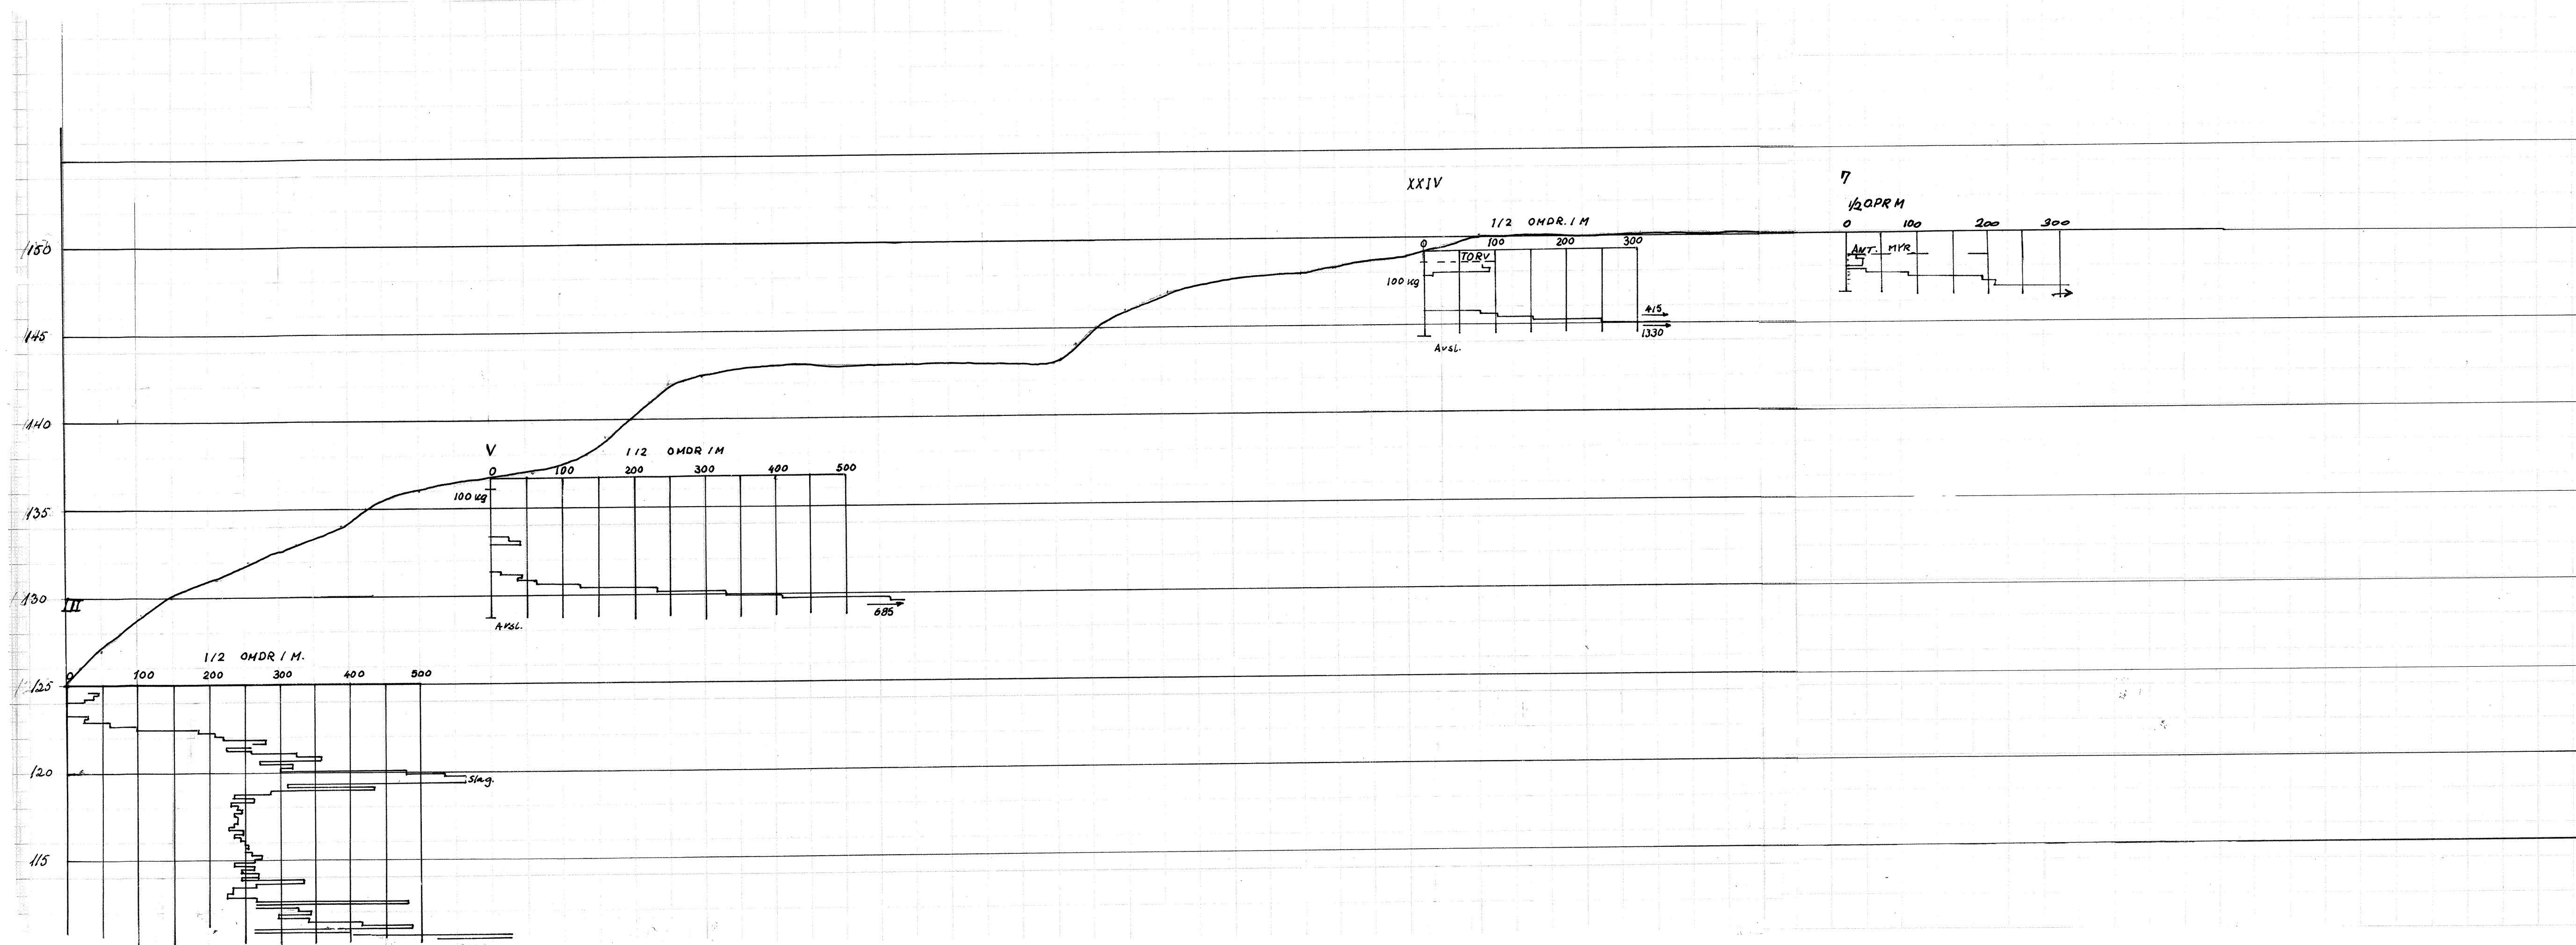 XXIV
7
1/2 OPR M
0 100 200 300
1/2 OMDR. / M
0 100 200 300
150
ANT. MYR
TORV
100 kg
415
1330
145
Avsl.
140
V
1/2 OMDR / M
0 100 200 300 400 500
100 kg
135
130
III
685
Avsl.
1/2 OMDR / M.
0 100 200 300 400 500
125
120
Slag.
115